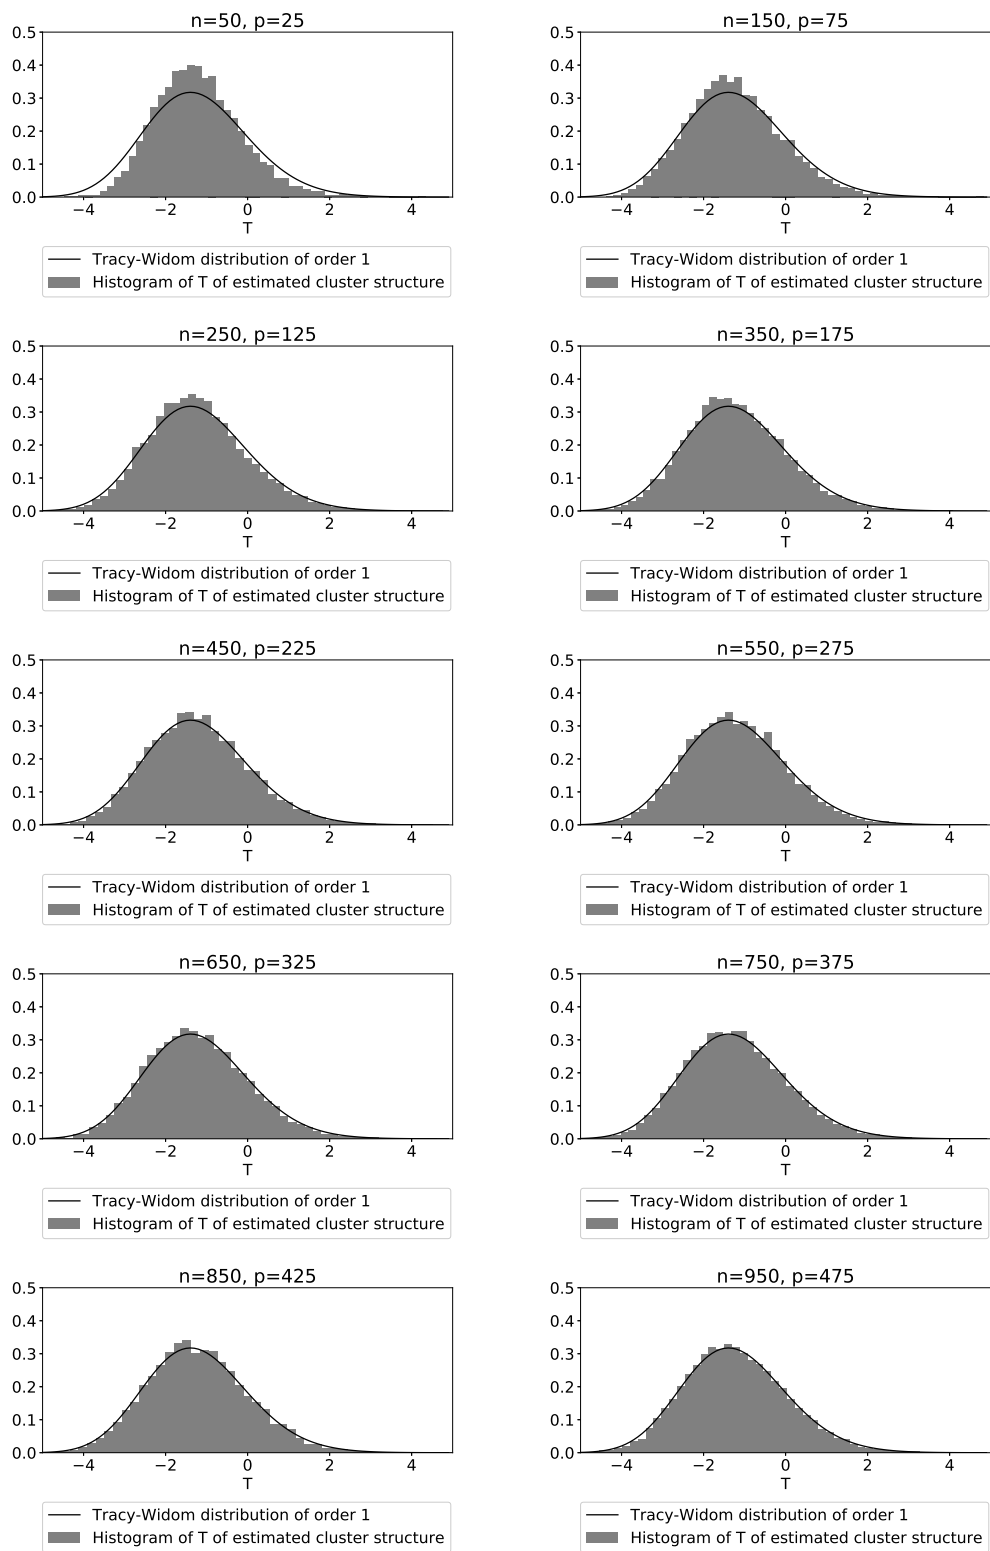 n=50, p=25
0.5
0.4
0.3
0.2
0.1
0.0
−4 −2 0 2 4
T
Tracy-Widom distribution of order 1
Histogram of T of estimated cluster structure
n=150, p=75
0.5
0.4
0.3
0.2
0.1
0.0
−4 −2 0 2 4
T
Tracy-Widom distribution of order 1
Histogram of T of estimated cluster structure
n=250, p=125
0.5
0.4
0.3
0.2
0.1
0.0
−4 −2 0 2 4
T
Tracy-Widom distribution of order 1
Histogram of T of estimated cluster structure
n=350, p=175
0.5
0.4
0.3
0.2
0.1
0.0
−4 −2 0 2 4
T
Tracy-Widom distribution of order 1
Histogram of T of estimated cluster structure
n=450, p=225
0.5
0.4
0.3
0.2
0.1
0.0
−4 −2 0 2 4
T
Tracy-Widom distribution of order 1
Histogram of T of estimated cluster structure
n=550, p=275
0.5
0.4
0.3
0.2
0.1
0.0
−4 −2 0 2 4
T
Tracy-Widom distribution of order 1
Histogram of T of estimated cluster structure
n=650, p=325
0.5
0.4
0.3
0.2
0.1
0.0
−4 −2 0 2 4
T
Tracy-Widom distribution of order 1
Histogram of T of estimated cluster structure
n=750, p=375
0.5
0.4
0.3
0.2
0.1
0.0
−4 −2 0 2 4
T
Tracy-Widom distribution of order 1
Histogram of T of estimated cluster structure
n=850, p=425
0.5
0.4
0.3
0.2
0.1
0.0
−4 −2 0 2 4
T
Tracy-Widom distribution of order 1
Histogram of T of estimated cluster structure
n=950, p=475
0.5
0.4
0.3
0.2
0.1
0.0
−4 −2 0 2 4
T
Tracy-Widom distribution of order 1
Histogram of T of estimated cluster structure